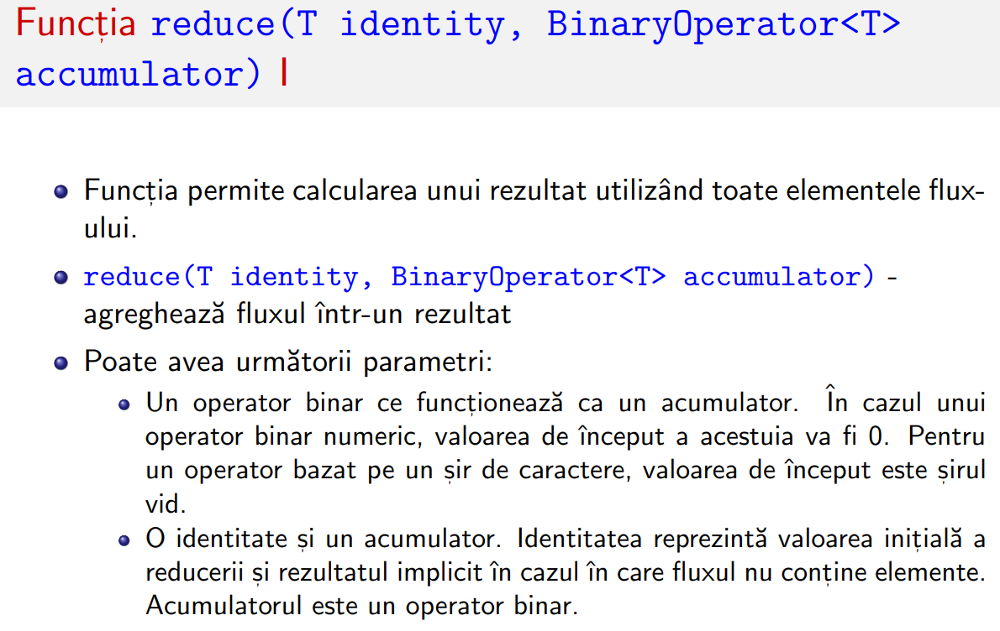 Funcția reduce(T identity, BinaryOperator<T>
accumulator) I
Funcția permite calcularea unui rezultat utilizând toate elementele flux-
ului.
reduce(T identity, BinaryOperator<T> accumulator) -
agreghează fluxul într-un rezultat
Poate avea următorii parametri:
Un operator binar ce funcționează ca un acumulator. În cazul unui
operator binar numeric, valoarea de început a acestuia va fi 0. Pentru
un operator bazat pe un șir de caractere, valoarea de început este șirul
vid.
O identitate și un acumulator. Identitatea reprezintă valoarea inițială a
reducerii și rezultatul implicit în cazul în care fluxul nu conține elemente.
Acumulatorul este un operator binar.